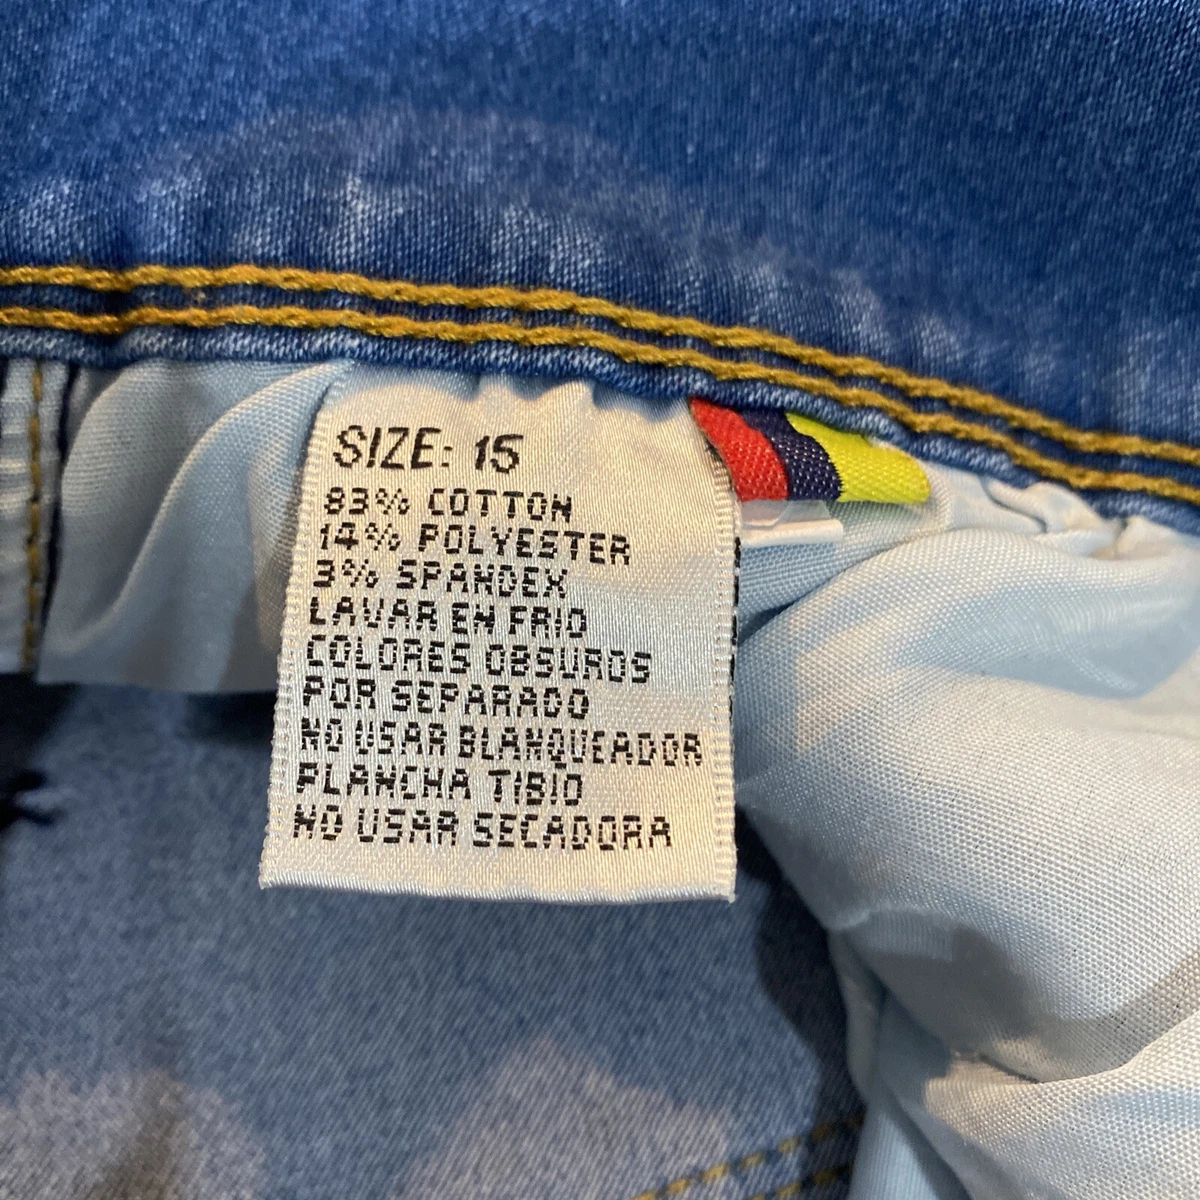 SIZE: 15
83% COTTON
14% POLYESTER
3% SPANDEX
LAVAR EN FRIO
COLORES OBSUROS
POR SEPARADO
NO USAR BLANQUEADOR
PLANCHA TIBIO
NO USAR SECADORA